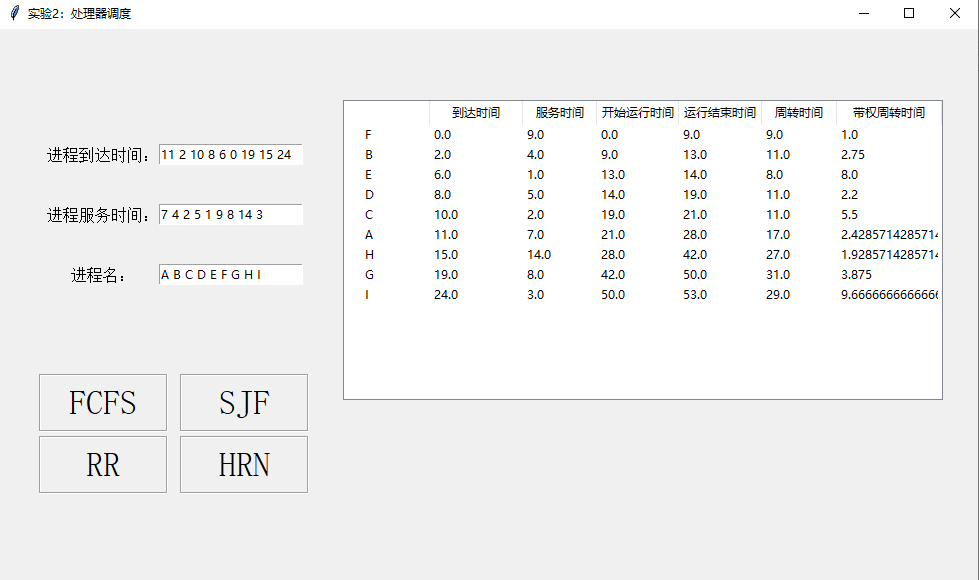 实验2：处理器调度
进程到达时间： 11 2 10 8 6 0 19 15 24
进程服务时间： 7 4 2 5 1 9 8 14 3
进程名： A B C D E F G H I
FCFS SJF
RR HRN
到达时间 服务时间 开始运行时间 运行结束时间 周转时间 带权周转时间
F 0.0 9.0 0.0 9.0 9.0 1.0
B 2.0 4.0 9.0 13.0 11.0 2.75
E 6.0 1.0 13.0 14.0 8.0 8.0
D 8.0 5.0 14.0 19.0 11.0 2.2
C 10.0 2.0 19.0 21.0 11.0 5.5
A 11.0 7.0 21.0 28.0 17.0 2.428571428571
H 15.0 14.0 28.0 42.0 27.0 1.928571428571
G 19.0 8.0 42.0 50.0 31.0 3.875
I 24.0 3.0 50.0 53.0 29.0 9.666666666666